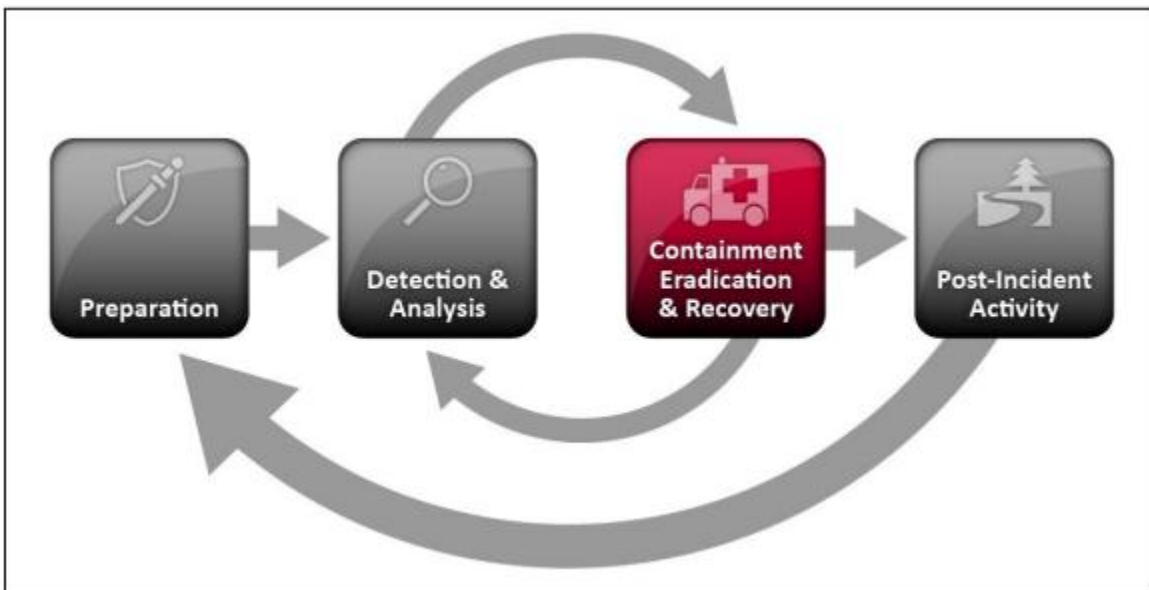 Preparation
Detection &
Analysis
Containment
Eradication
& Recovery
Post-Incident
Activity